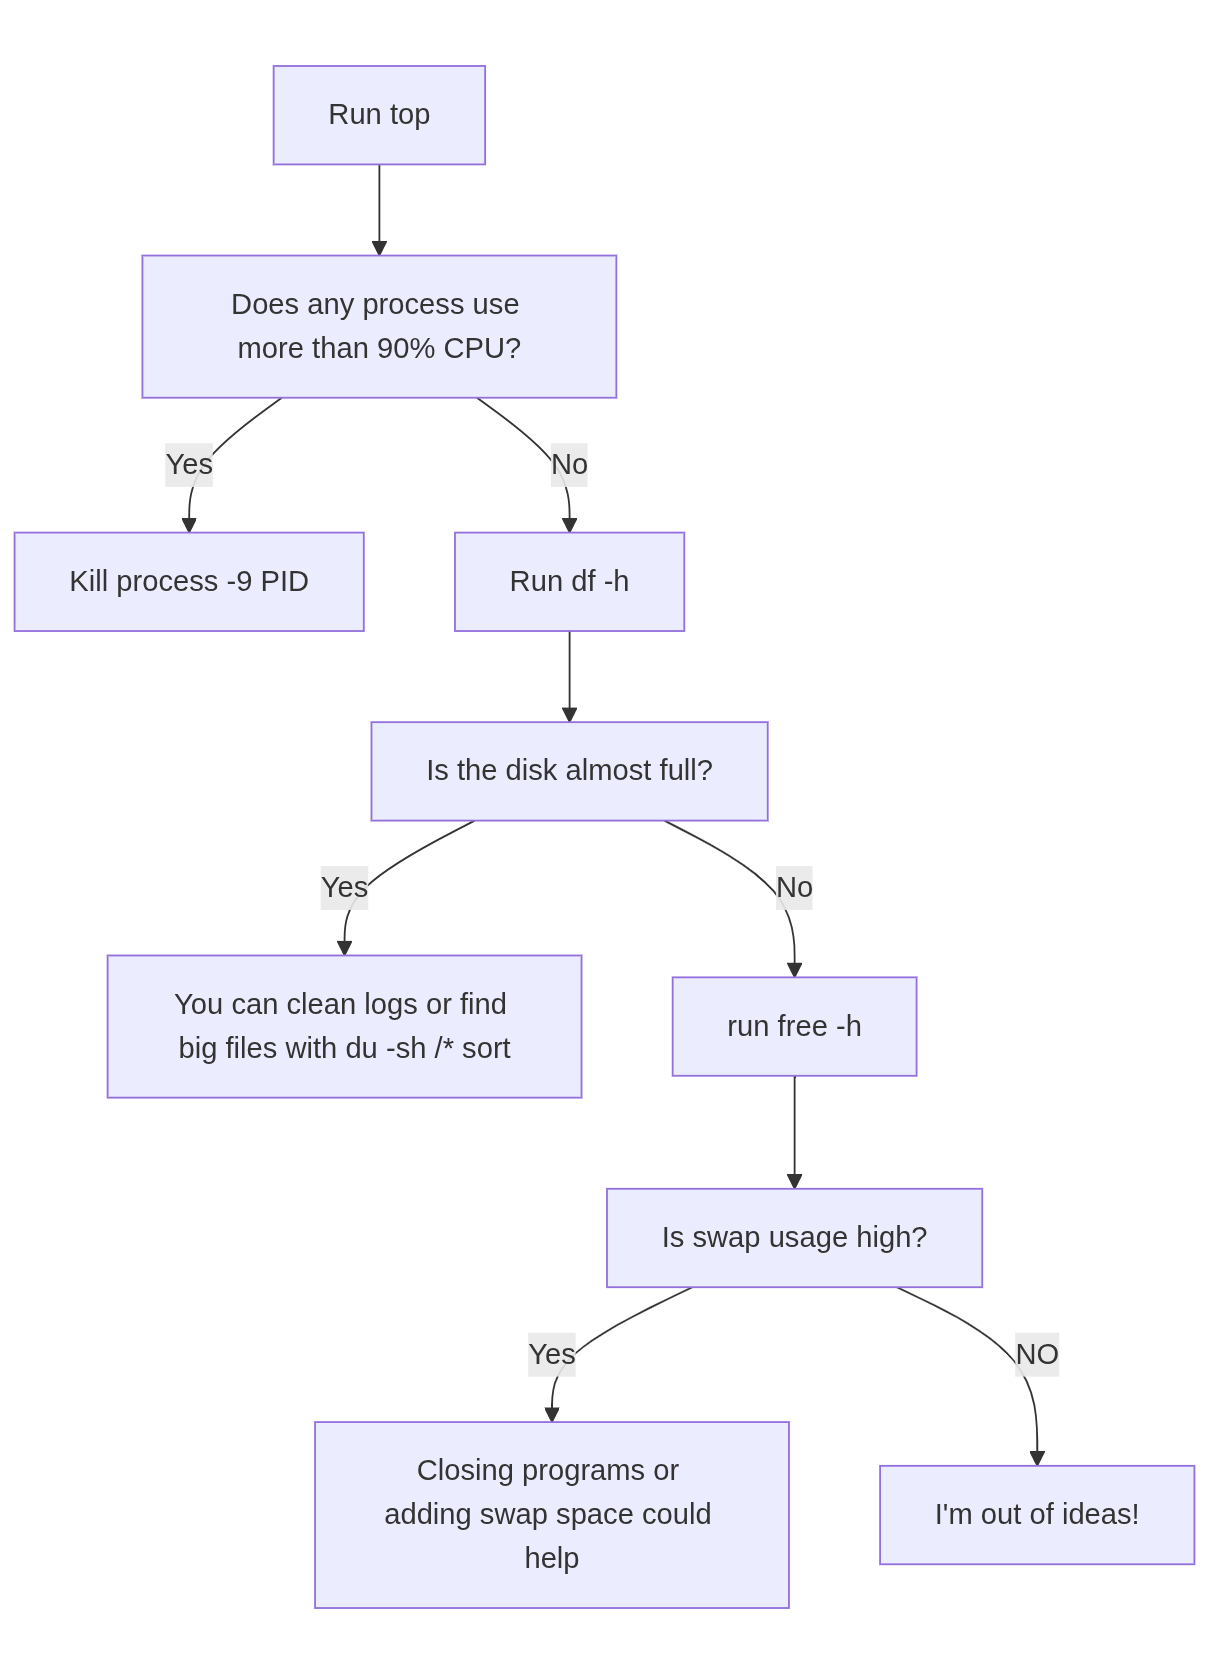 Run top
Does any process use
more than 90% CPU?
Yes
No
Kill process -9 PID
Run df -h
Is the disk almost full?
Yes
No
You can clean logs or find
big files with du -sh /* sort
run free -h
Is swap usage high?
Yes
NO
Closing programs or
adding swap space could
help
I'm out of ideas!